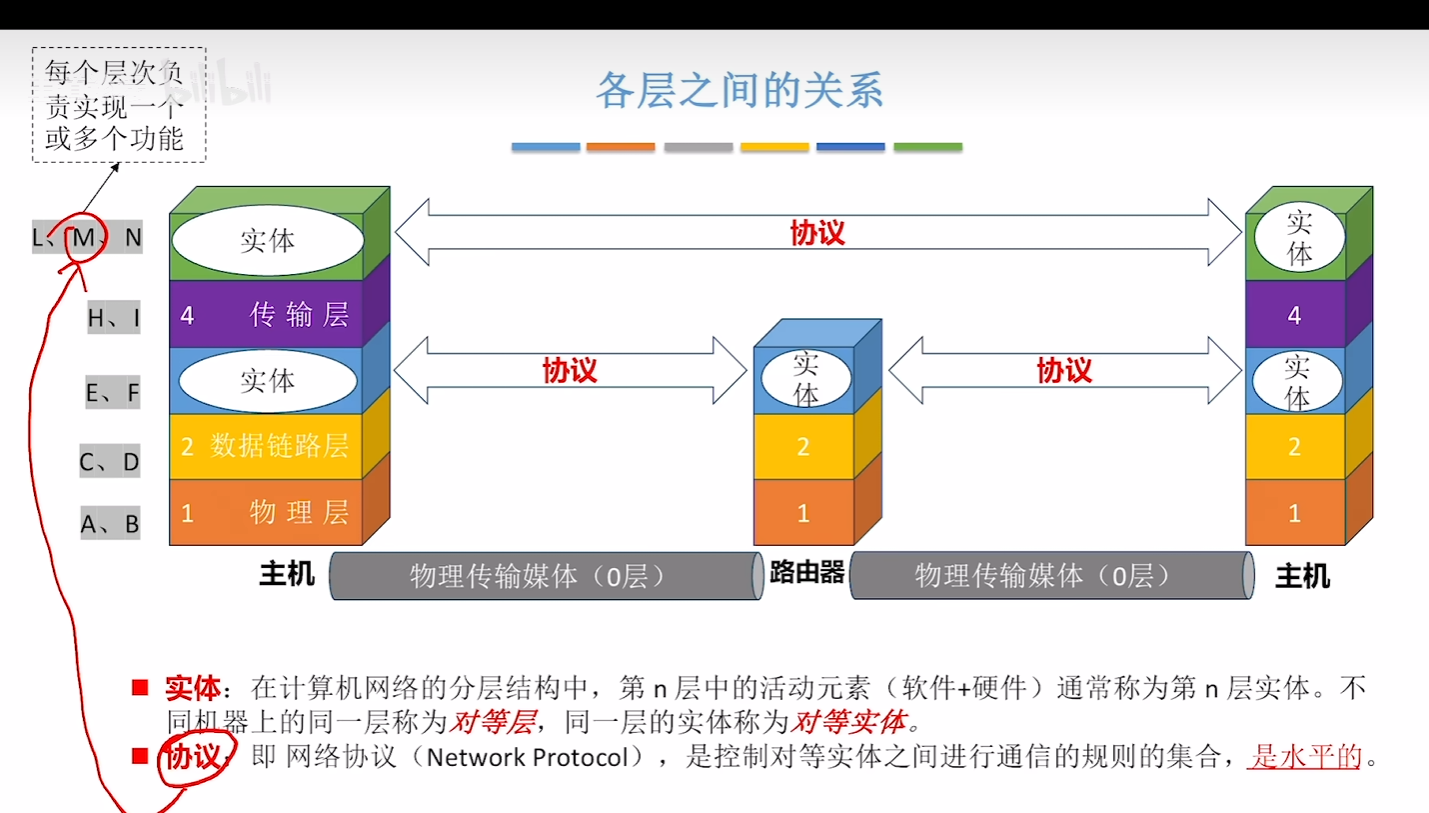 每个层次负
责实现一个
或多个功能
bilibili
各层之间的关系
L、M、N
实体
协议
实
体
H、I
4 传输层
4
E、F
实体
协议
实
体
协议
实
体
C、D
2 数据链路层
2
2
A、B
1 物理层
1
1
主机
物理传输媒体（0层）
路由器
物理传输媒体（0层）
主机
■ 实体：在计算机网络的分层结构中，第 n 层中的活动元素（软件+硬件）通常称为第 n 层实体。不
同机器上的同一层称为对等层，同一层的实体称为对等实体。
■ 协议：即 网络协议（Network Protocol），是控制对等实体之间进行通信的规则的集合，是水平的。